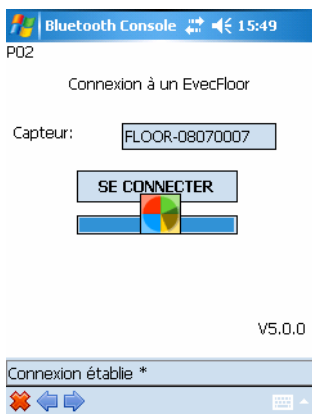 Bluetooth Console 15:49
P02
Connexion à un EvecFloor
Capteur: FLOOR-08070007
SE CONNECTER
V5.0.0
Connexion établie *